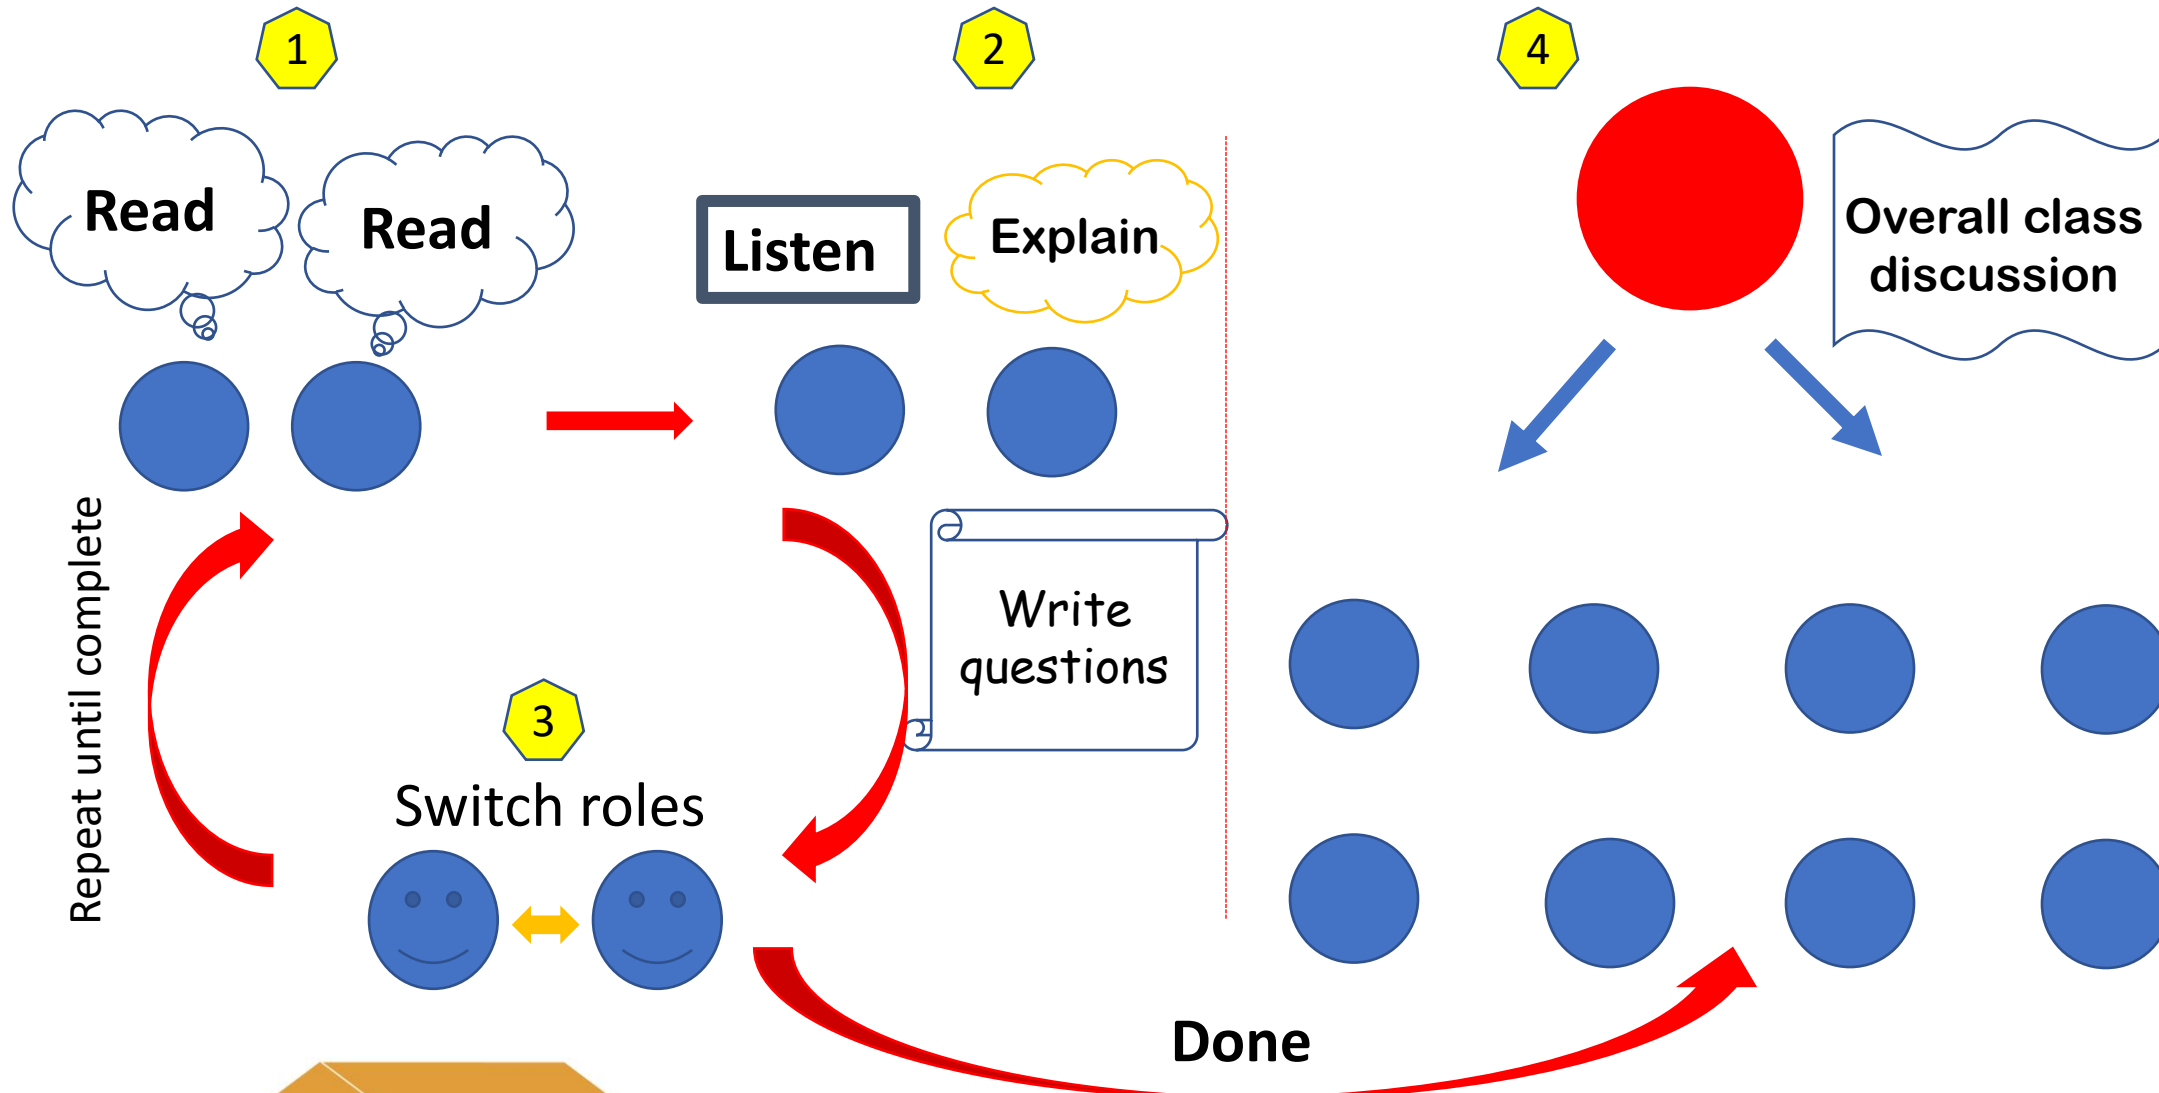 1
Read
Read
2
Listen
Explain
Write
questions
3
Switch roles
Repeat until complete
Done
4
Overall class
discussion